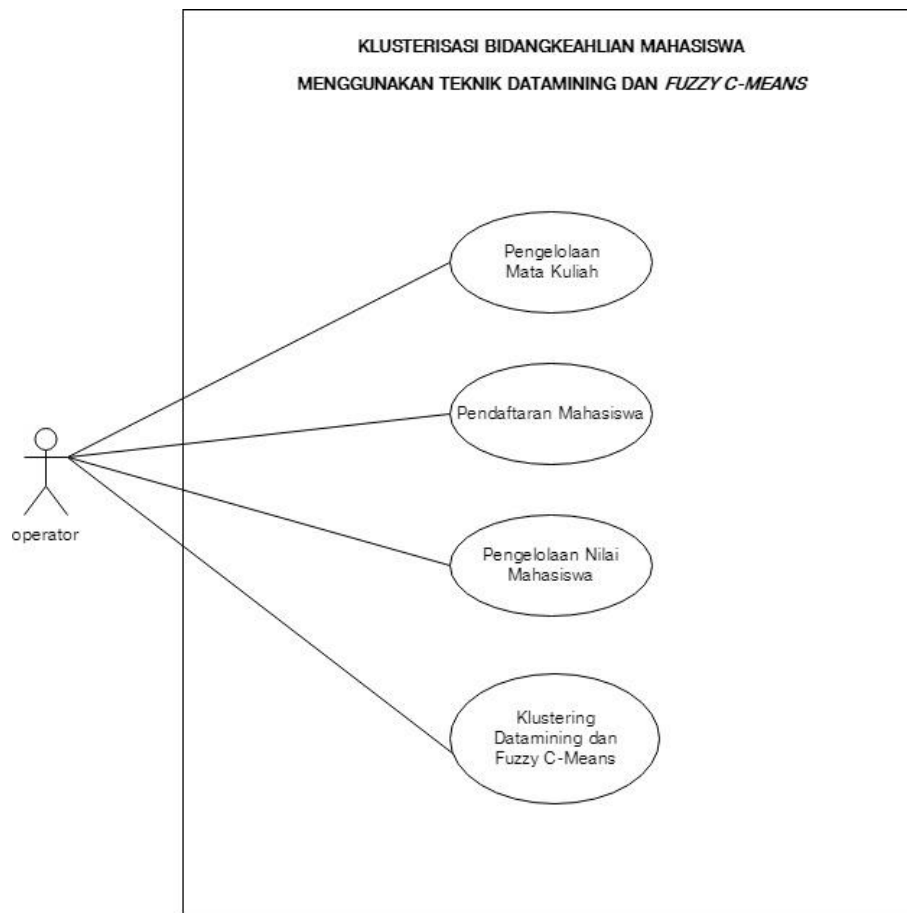 KLUSTERISASI BIDANGKEAHLIAN MAHASISWA
MENGGUNAKAN TEKNIK DATAMINING DAN FUZZY C-MEANS
Pengelolaan
Mata Kuliah
Pendaftaran Mahasiswa
operator
Pengelolaan Nilai
Mahasiswa
Klustering
Datamining dan
Fuzzy C-Means